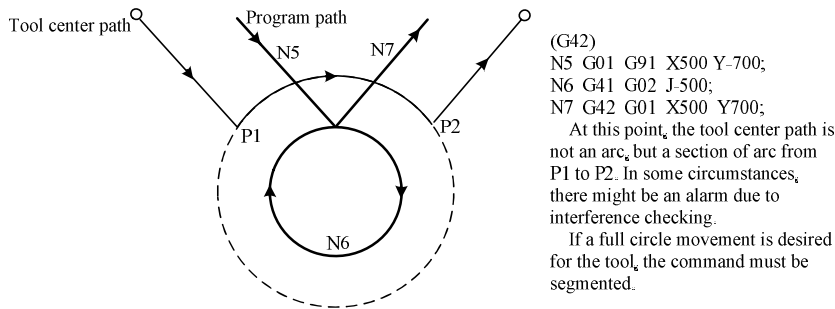 Tool center path
Program path
N5
N7
P1
P2
N6
(G42)
N5 G01 G91 X500 Y-700;
N6 G41 G02 J-500;
N7 G42 G01 X500 Y700;
At this point, the tool center path is
not an arc, but a section of arc from
P1 to P2. In some circumstances,
there might be an alarm due to
interference checking.
If a full circle movement is desired
for the tool, the command must be
segmented.